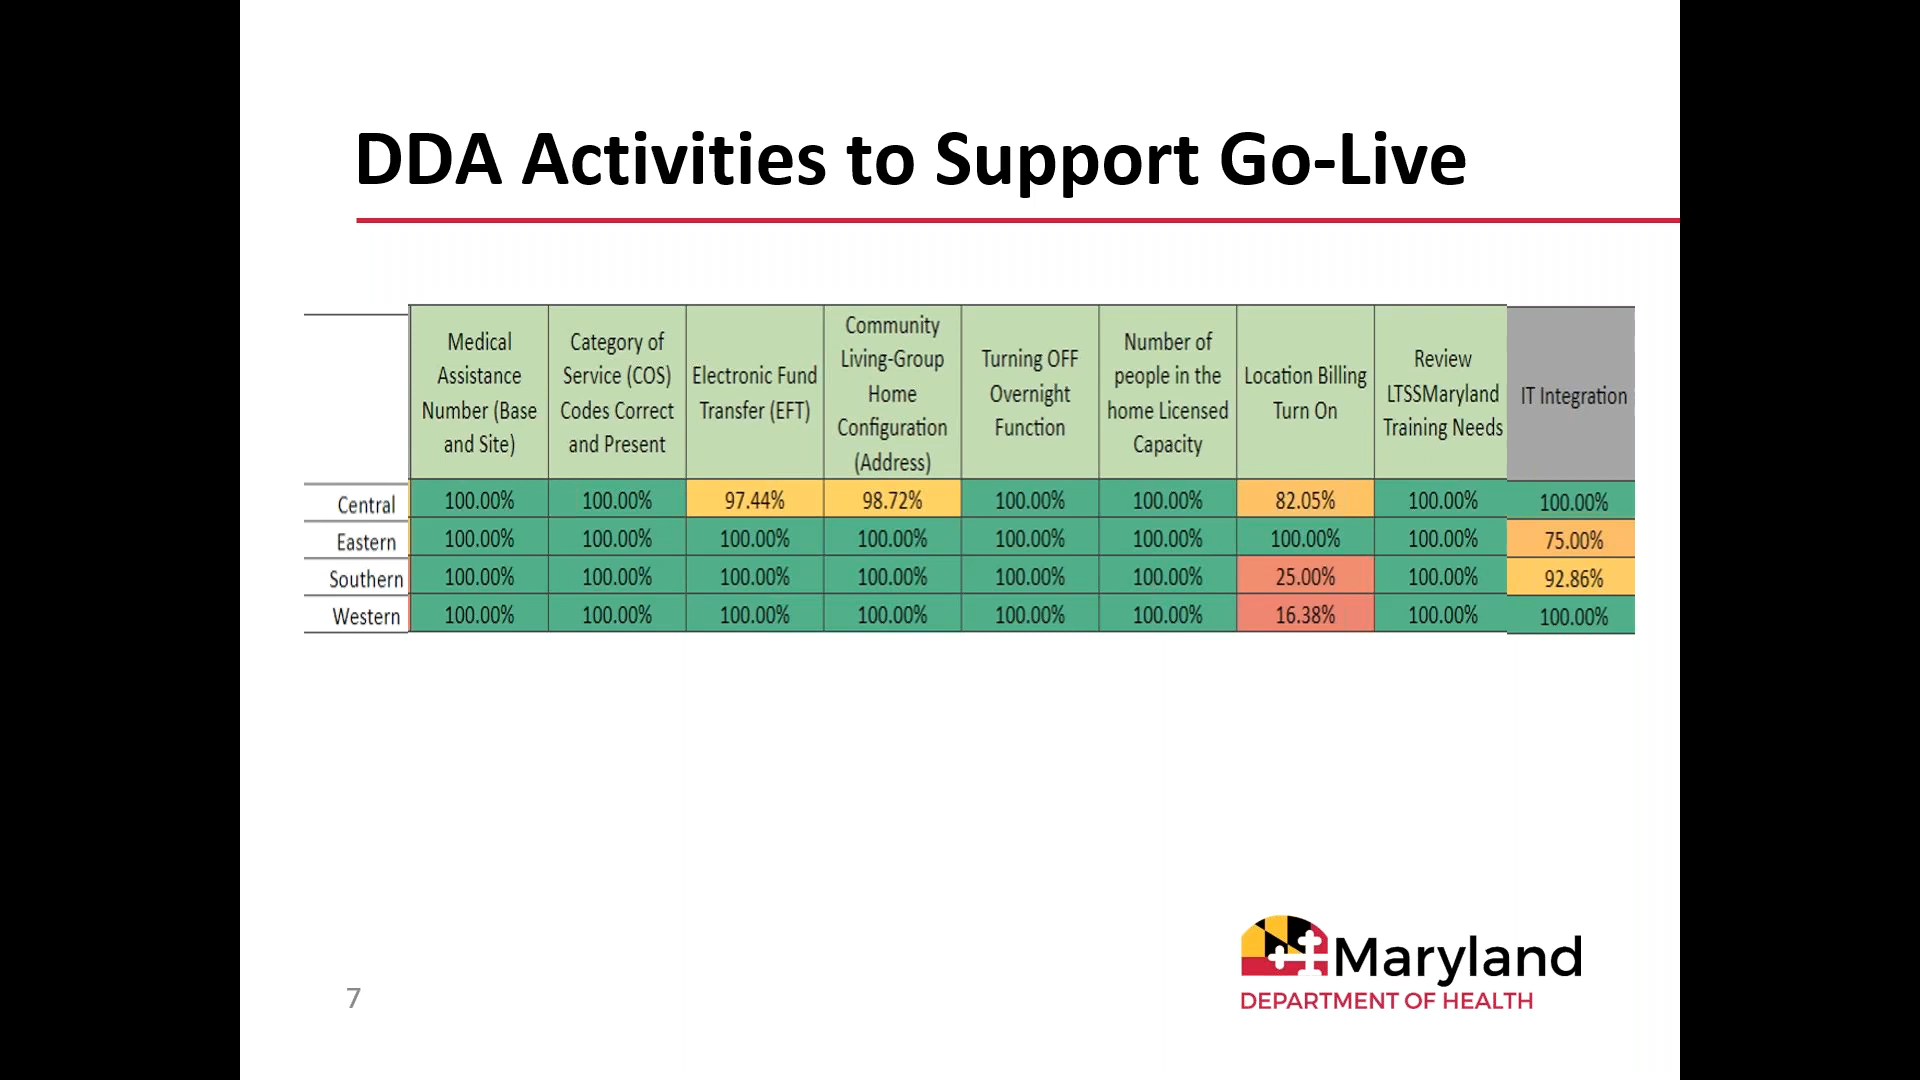 DDA Activities to Support Go-Live
Medical
Assistance
Number (Base
and Site)
Category of
Service (COS)
Codes Correct
and Present
Electronic Fund
Transfer (EFT)
Community
Living-Group
Home
Configuration
(Address)
Turning OFF
Overnight
Function
Number of
people in the
home Licensed
Capacity
Location Billing
Turn On
Review
LTSSMaryland
Training Needs
IT Integration
Central 100.00% 100.00% 97.44% 98.72% 100.00% 100.00% 82.05% 100.00% 100.00%
Eastern 100.00% 100.00% 100.00% 100.00% 100.00% 100.00% 100.00% 100.00% 75.00%
Southern 100.00% 100.00% 100.00% 100.00% 100.00% 100.00% 25.00% 100.00% 92.86%
Western 100.00% 100.00% 100.00% 100.00% 100.00% 100.00% 16.38% 100.00% 100.00%
Maryland
DEPARTMENT OF HEALTH
7